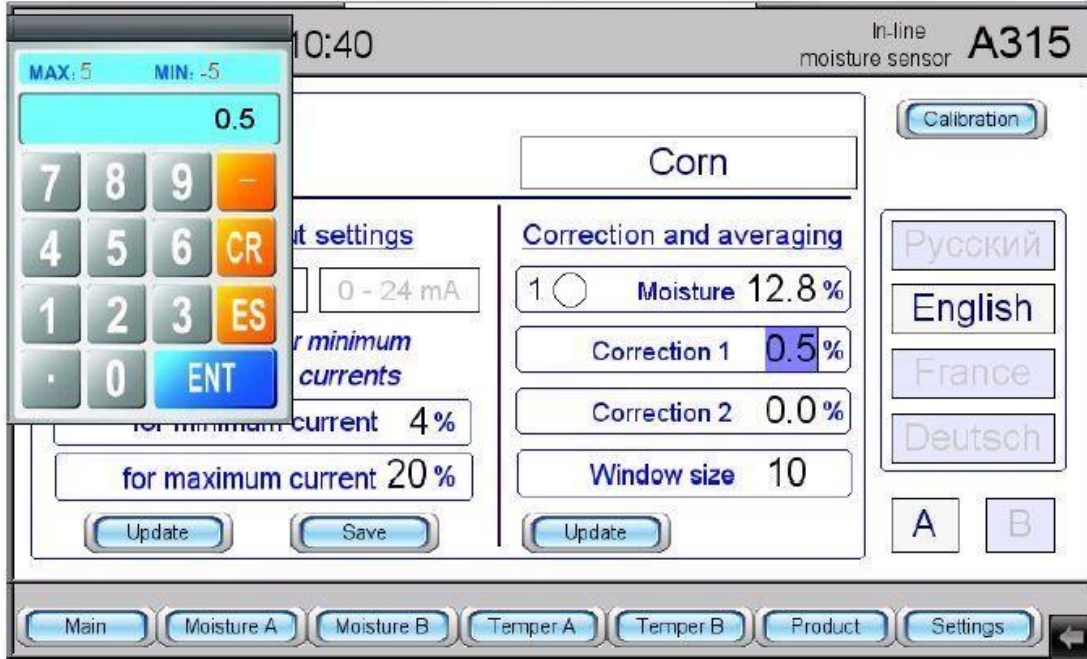 10:40
In-line
moisture sensor A315
MAX: 5 MIN: -5
0.5
7 8 9 -
4 5 6 CR
1 2 3 ES
. 0 ENT
Calibration
Corn
settings
0 - 24 mA
minimum
currents
for minimum current 4 %
for maximum current 20 %
Update Save
Correction and averaging
1 Moisture 12.8 %
Correction 1 0.5 %
Correction 2 0.0 %
Window size 10
Update
Русский
English
France
Deutsch
A B
Main Moisture A Moisture B Temper A Temper B Product Settings